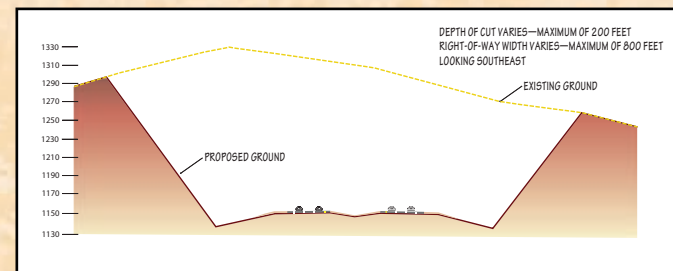 DEPTH OF CUT VARIES—MAXIMUM OF 200 FEET
RIGHT-OF-WAY WIDTH VARIES—MAXIMUM OF 800 FEET
LOOKING SOUTHEAST
EXISTING GROUND
PROPOSED GROUND
1330
1310
1290
1270
1250
1230
1210
1190
1170
1150
1130